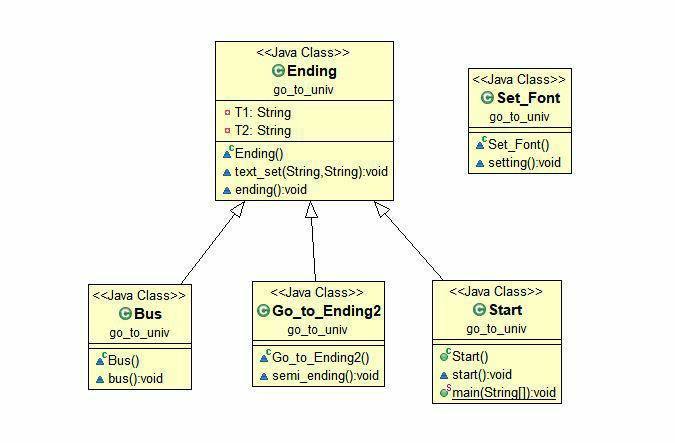 <<Java Class>>
Ending
go_to_univ
T1: String
T2: String
Ending()
text_set(String,String):void
ending():void
<<Java Class>>
Set_Font
go_to_univ
Set_Font()
setting():void
<<Java Class>>
Bus
go_to_univ
Bus()
bus():void
<<Java Class>>
Go_to_Ending2
go_to_univ
Go_to_Ending2()
semi_ending():void
<<Java Class>>
Start
go_to_univ
Start()
start():void
main(String[]):void